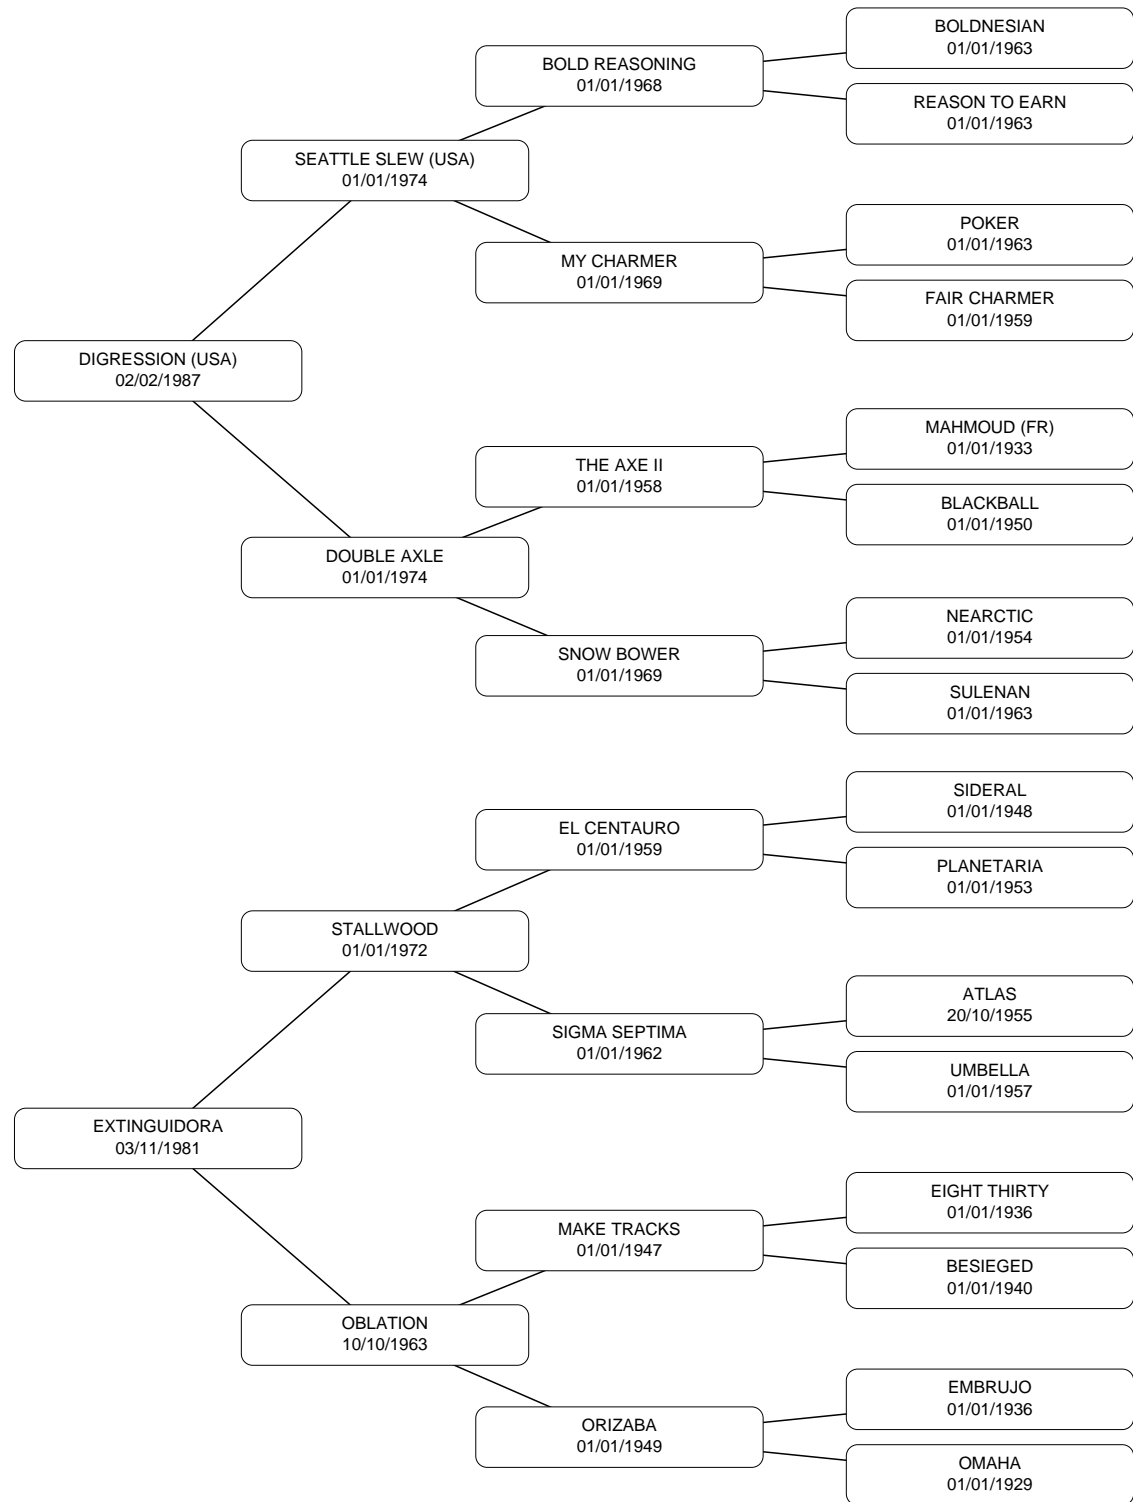 BOLDNESIAN
01/01/1963
BOLD REASONING
01/01/1968
REASON TO EARN
01/01/1963
SEATTLE SLEW (USA)
01/01/1974
POKER
01/01/1963
MY CHARMER
01/01/1969
FAIR CHARMER
01/01/1959
DIGRESSION (USA)
02/02/1987
MAHMOUD (FR)
01/01/1933
THE AXE II
01/01/1958
BLACKBALL
01/01/1950
DOUBLE AXLE
01/01/1974
NEARCTIC
01/01/1954
SNOW BOWER
01/01/1969
SULENAN
01/01/1963
SIDERAL
01/01/1948
EL CENTAURO
01/01/1959
PLANETARIA
01/01/1953
STALLWOOD
01/01/1972
ATLAS
20/10/1955
SIGMA SEPTIMA
01/01/1962
UMBELLA
01/01/1957
EXTINGUIDORA
03/11/1981
EIGHT THIRTY
01/01/1936
MAKE TRACKS
01/01/1947
BESIEGED
01/01/1940
OBLATION
10/10/1963
EMBRUJO
01/01/1936
ORIZABA
01/01/1949
OMAHA
01/01/1929